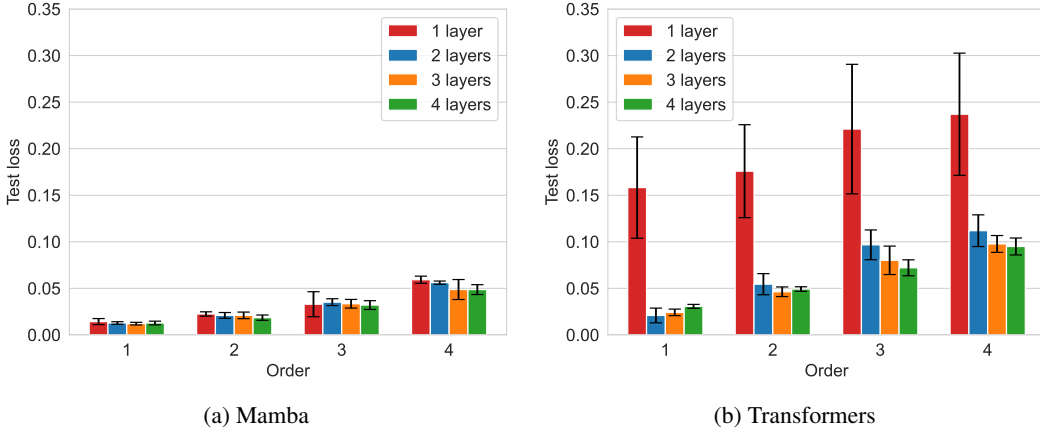 0.35
0.30
0.25
0.20
0.15
0.10
0.05
0.00
Test loss
1 layer
2 layers
3 layers
4 layers
1 2 3 4
Order
(a) Mamba
0.35
0.30
0.25
0.20
0.15
0.10
0.05
0.00
Test loss
1 layer
2 layers
3 layers
4 layers
1 2 3 4
Order
(b) Transformers